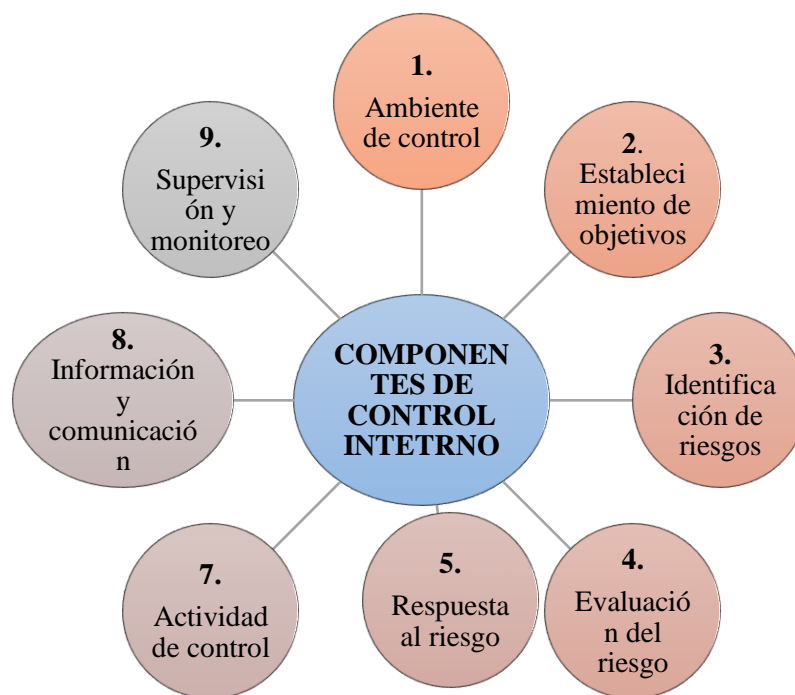 1.
Ambiente
de control
2.
Estableci
miento de
objetivos
3.
Identifica
ción de
riesgos
4.
Evaluació
n del
riesgo
5.
Respuesta
al riesgo
7.
Actividad
de control
8.
Información
y
comunicació
n
9.
Supervisi
ón y
monitoreo
COMPONEN
TES DE
CONTROL
INTETRNO